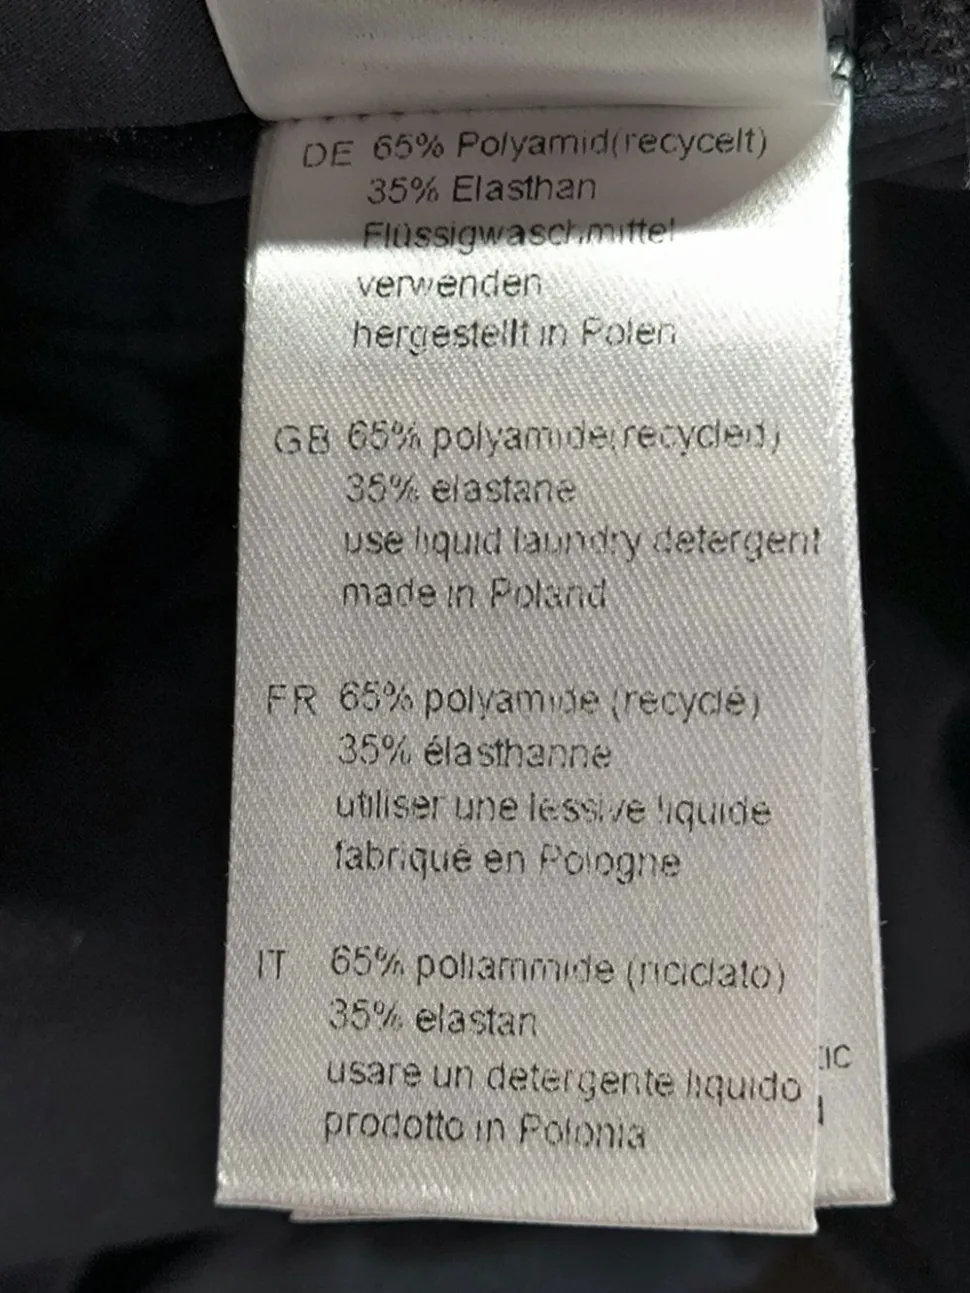 DE 65% Polyamid(recycelt)
35% Elasthan
Flüssigwaschmittel
verwenden
hergestellt in Polen
GB 65% polyamide(recycled)
35% elastane
use liquid laundry detergent
made in Poland
FR 65% polyamide (recyclé)
35% élasthanne
utiliser une lessive liquide
fabriqué en Pologne
IT 65% poliammide (riciclato)
35% elastan
usare un detergente liquido
prodotto in Polonia